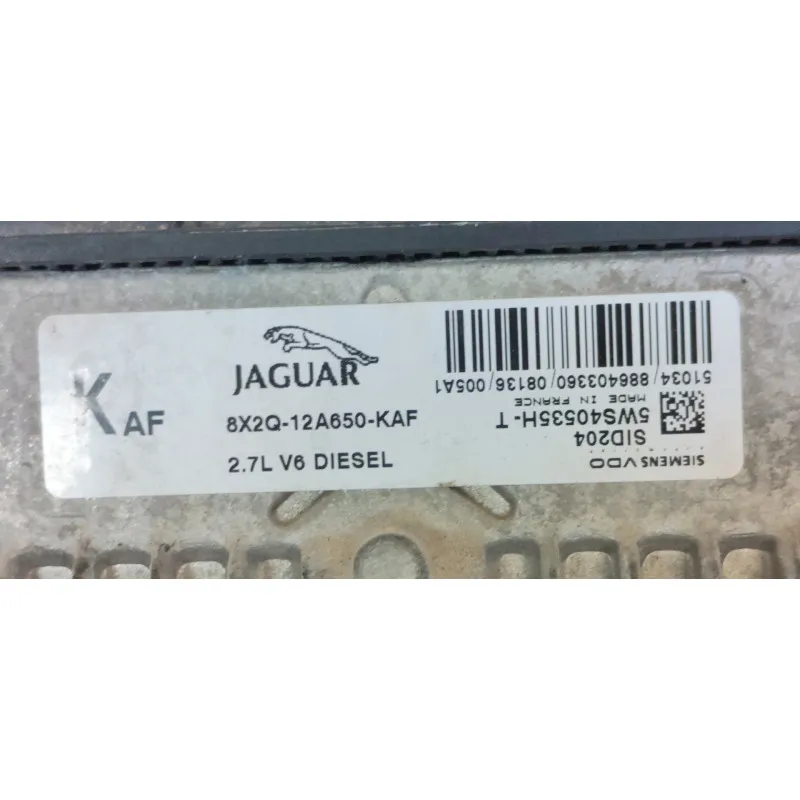 K AF
JAGUAR
8X2Q-12A650-KAF
2.7L V6 DIESEL
SIEMENS VDO
SID204
5WS40535H-T
MADE IN FRANCE
51034/886403360/08136/005A1